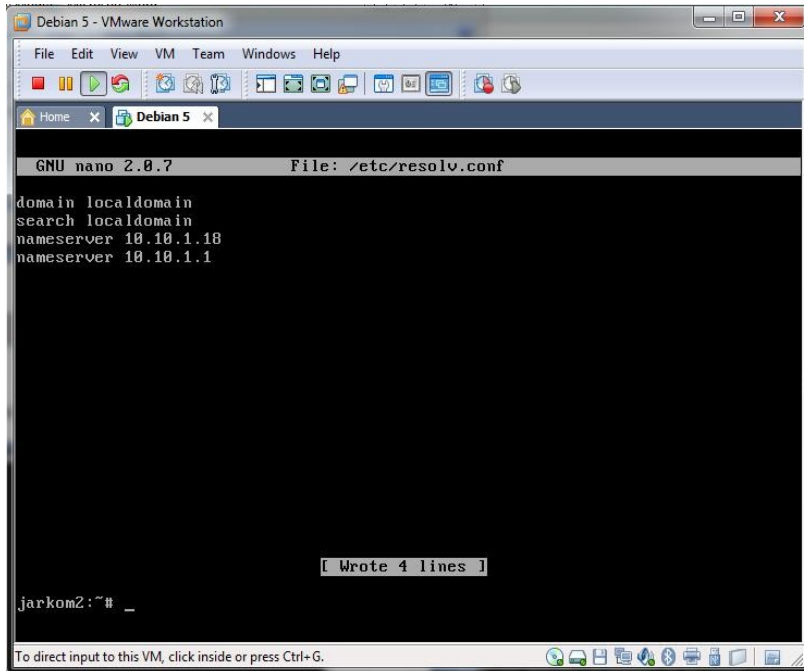 Debian 5 - VMware Workstation
File Edit View VM Team Windows Help
Home Debian 5
GNU nano 2.0.7 File: /etc/resolv.conf
domain localdomain
search localdomain
nameserver 10.10.1.18
nameserver 10.10.1.1
[ Wrote 4 lines ]
jarkom2:~# _
To direct input to this VM, click inside or press Ctrl+G.